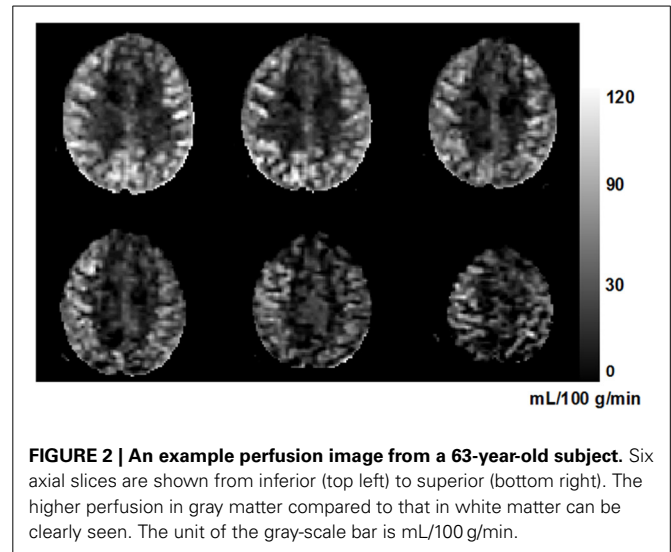 120
90
30
0
mL/100 g/min
FIGURE 2 | An example perfusion image from a 63-year-old subject. Six
axial slices are shown from inferior (top left) to superior (bottom right). The
higher perfusion in gray matter compared to that in white matter can be
clearly seen. The unit of the gray-scale bar is mL/100 g/min.